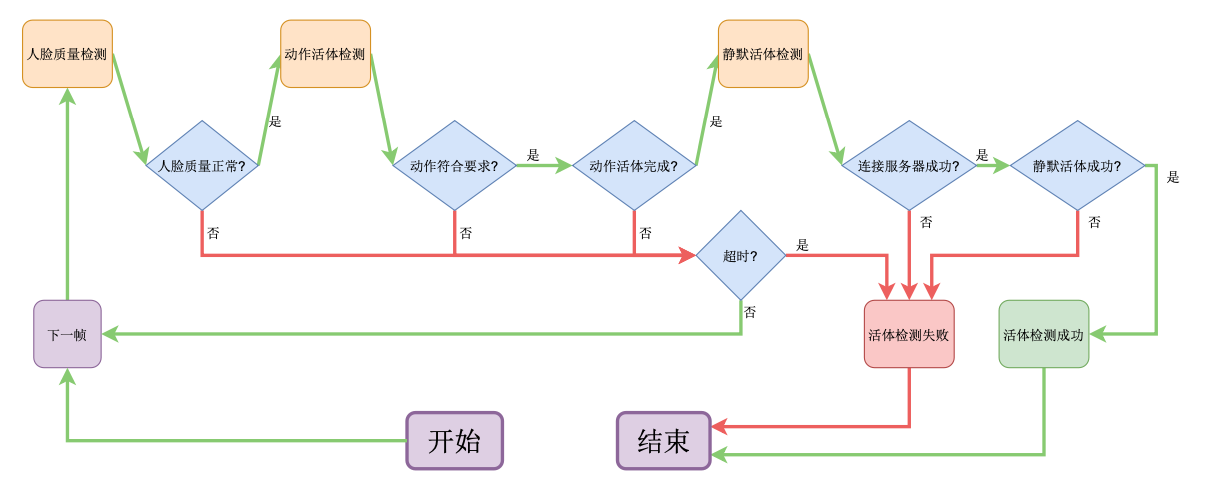 人脸质量检测
动作活体检测
静默活体检测
是
是
人脸质量正常?
动作符合要求?
是
动作活体完成?
连接服务器成功?
是
静默活体成功?
是
否
否
否
否
否
超时?
是
否
下一帧
活体检测失败
活体检测成功
开始
结束